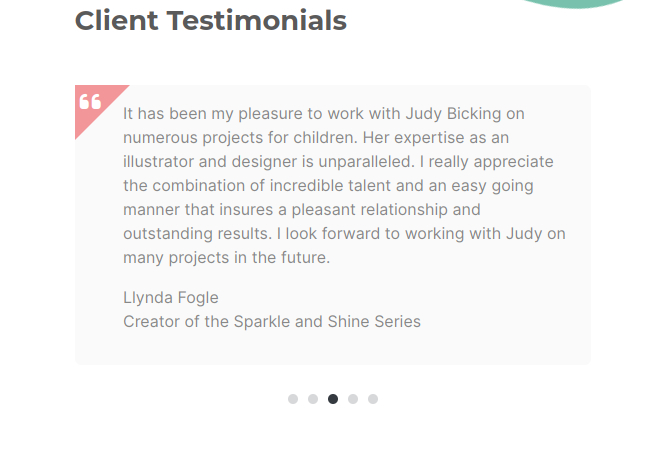 Client Testimonials
It has been my pleasure to work with Judy Bicking on
numerous projects for children. Her expertise as an
illustrator and designer is unparalleled. I really appreciate
the combination of incredible talent and an easy going
manner that insures a pleasant relationship and
outstanding results. I look forward to working with Judy on
many projects in the future.
Llynda Fogle
Creator of the Sparkle and Shine Series